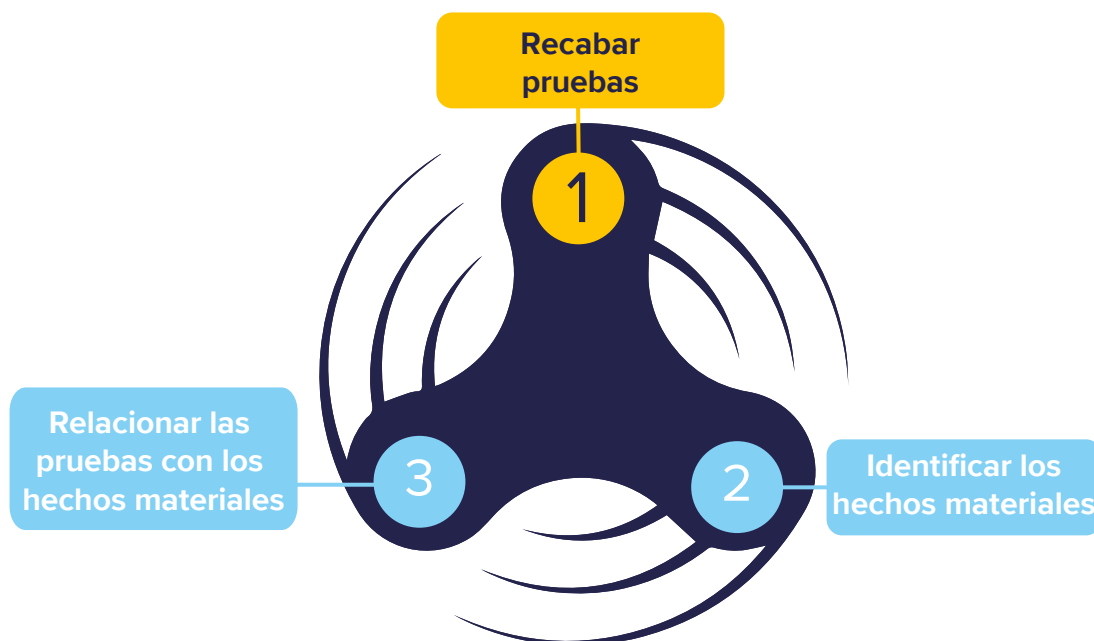 Recabar
pruebas
1
Relacionar las
pruebas con los
hechos materiales
3
2
Identificar los
hechos materiales